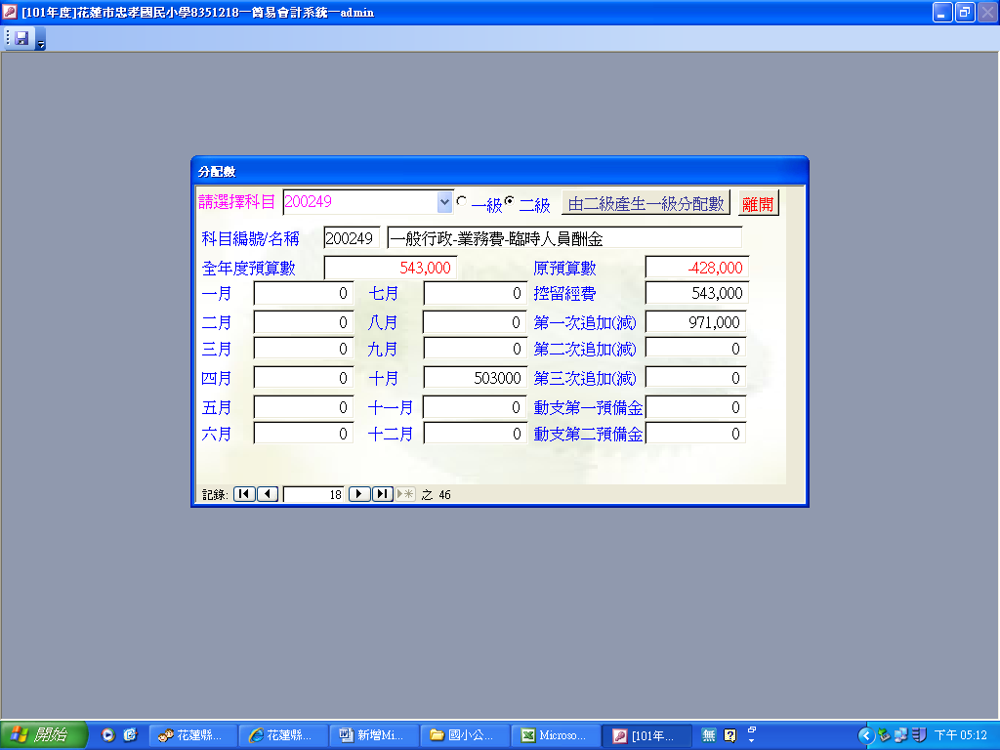 [101年度]花蓮市忠孝國民小學8351218—簡易會計系統—admin
分配數
請選擇科目 200249 一級 二級 由二級產生一級分配數 離開
科目編號/名稱 200249 一般行政-業務費-臨時人員酬金
全年度預算數 543,000 原預算數 -428,000
一月 0 七月 0 控留經費 543,000
二月 0 八月 0 第一次追加(減) 971,000
三月 0 九月 0 第二次追加(減) 0
四月 0 十月 503000 第三次追加(減) 0
五月 0 十一月 0 動支第一預備金 0
六月 0 十二月 0 動支第二預備金 0
記錄: 18 之 46
開始 花蓮縣... 花蓮縣... 新增Mi... 國小公... Microso... [101年... 無 下午 05:12